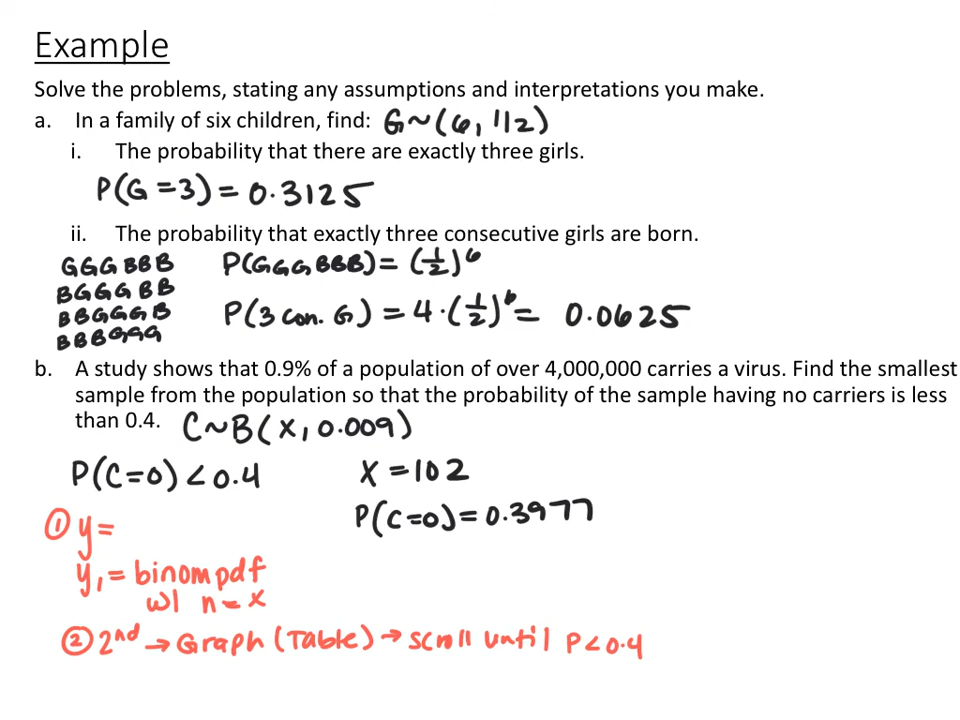 Example
Solve the problems, stating any assumptions and interpretations you make.
a. In a family of six children, find: G~(6, 1/2)
i. The probability that there are exactly three girls.
P(G=3) = 0.3125
ii. The probability that exactly three consecutive girls are born.
GGGBBB P(GGGBBB) = (1/2)^6
BGGGBB
BBGGGB P(3 con. G) = 4·(1/2)^6 = 0.0625
BBBGGG
b. A study shows that 0.9% of a population of over 4,000,000 carries a virus. Find the smallest
sample from the population so that the probability of the sample having no carriers is less
than 0.4. C~B(X, 0.009)
P(C=0) < 0.4 X = 102
P(C=0) = 0.3977
① y=
y₁ = binompdf
w/ n = x
② 2nd → Graph (Table) → scroll until P<0.4